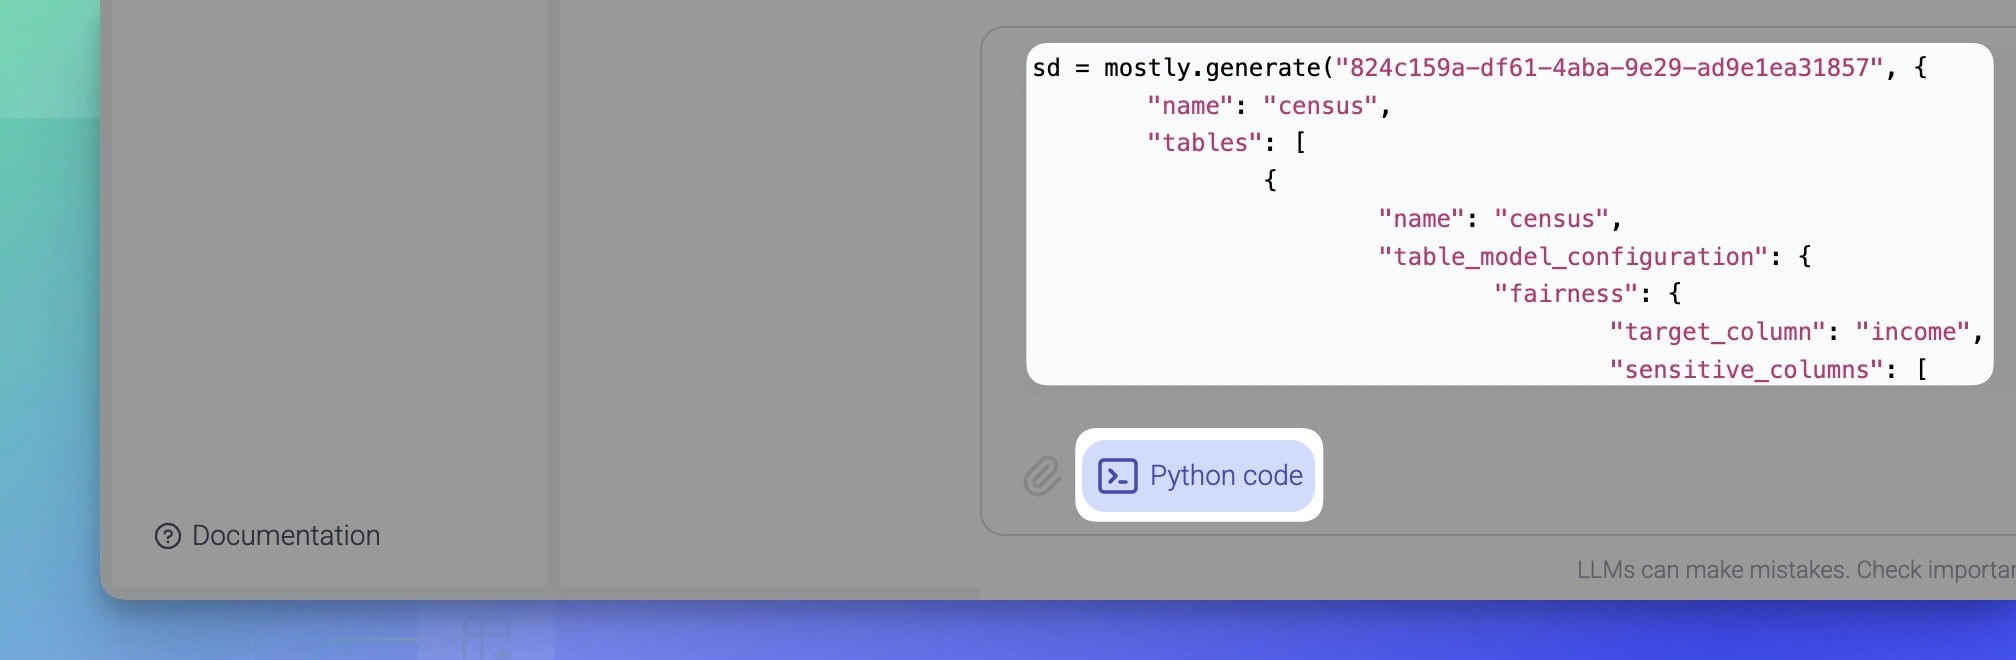 sd = mostly.generate("824c159a-df61-4aba-9e29-ad9e1ea31857", {
"name": "census",
"tables": [
{
"name": "census",
"table_model_configuration": {
"fairness": {
"target_column": "income",
"sensitive_columns": [
Python code
Documentation
LLMs can make mistakes. Check